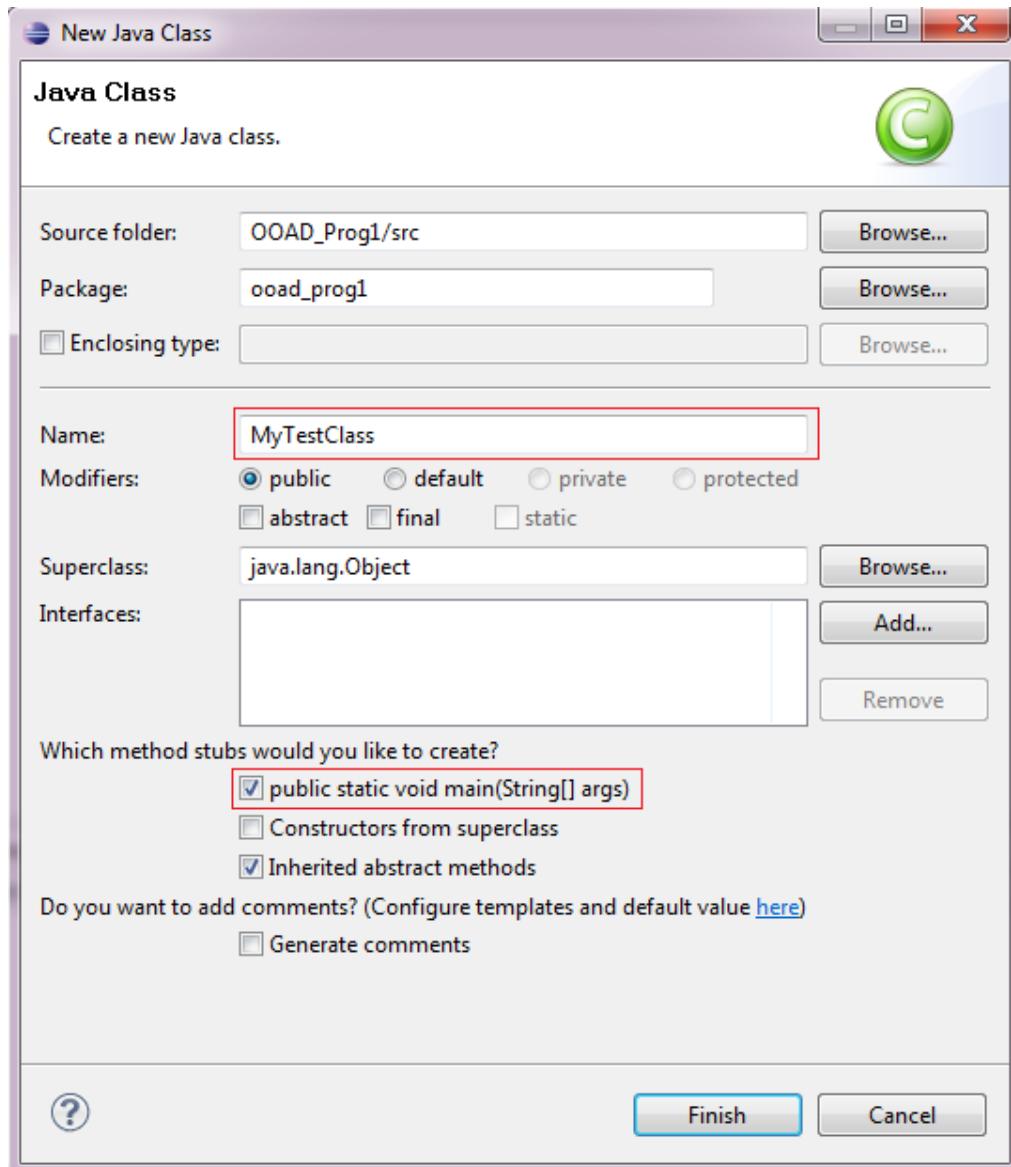 New Java Class
Java Class
Create a new Java class.
C
Source folder: OOAD_Prog1/src Browse...
Package: ooad_prog1 Browse...
Enclosing type: Browse...
Name: MyTestClass
Modifiers: public default private protected
abstract final static
Superclass: java.lang.Object Browse...
Interfaces: Add...
Remove
Which method stubs would you like to create?
public static void main(String[] args)
Constructors from superclass
Inherited abstract methods
Do you want to add comments? (Configure templates and default value here)
Generate comments
? Finish Cancel